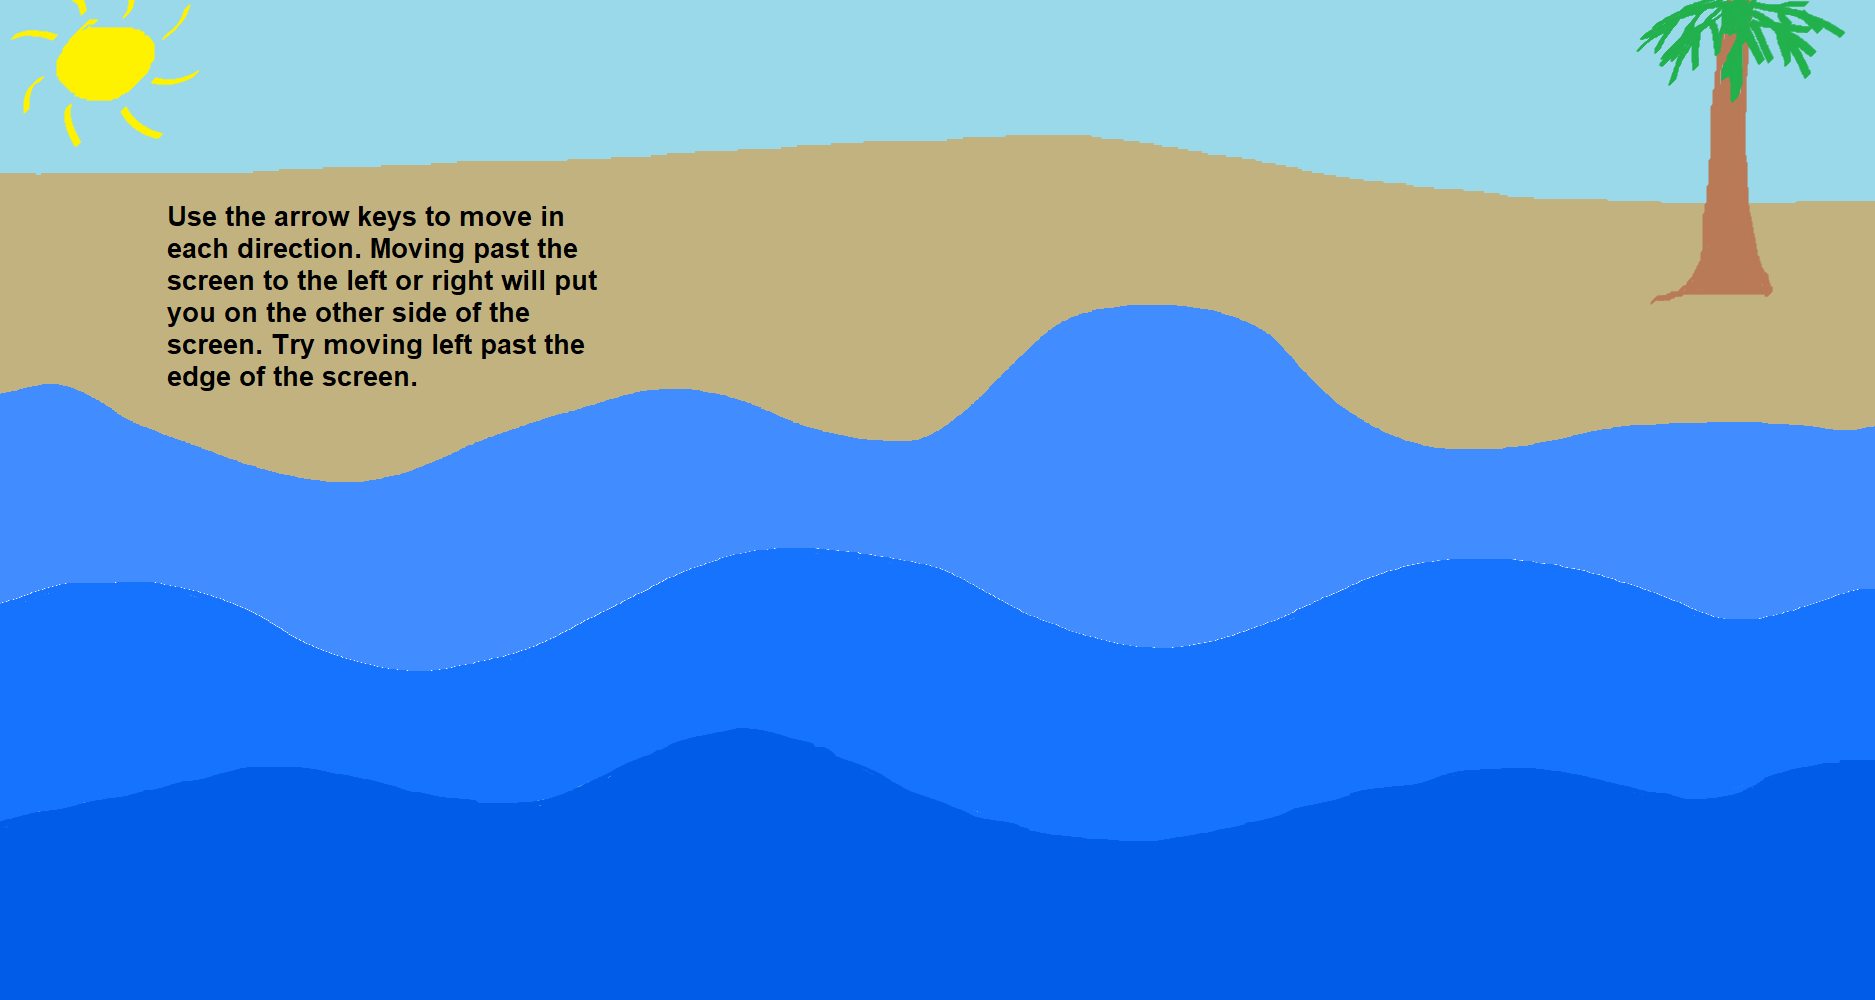 Use the arrow keys to move in
each direction. Moving past the
screen to the left or right will put
you on the other side of the
screen. Try moving left past the
edge of the screen.